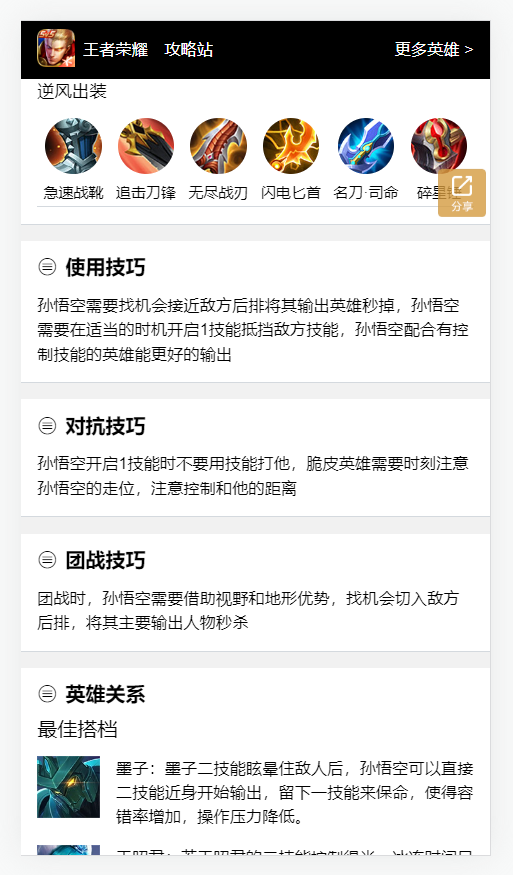 王者荣耀 攻略站 更多英雄 >
逆风出装
急速战靴 追击刀锋 无尽战刃 闪电匕首 名刀·司命 碎星锤
分享
使用技巧
孙悟空需要找机会接近敌方后排将其输出英雄秒掉，孙悟空
需要在适当的时机开启1技能抵挡敌方技能，孙悟空配合有控
制技能的英雄能更好的输出
对抗技巧
孙悟空开启1技能时不要用技能打他，脆皮英雄需要时刻注意
孙悟空的走位，注意控制和他的距离
团战技巧
团战时，孙悟空需要借助视野和地形优势，找机会切入敌方
后排，将其主要输出人物秒杀
英雄关系
最佳搭档
墨子：墨子二技能眩晕住敌人后，孙悟空可以直接
二技能近身开始输出，留下一技能来保命，使得容
错率增加，操作压力降低。